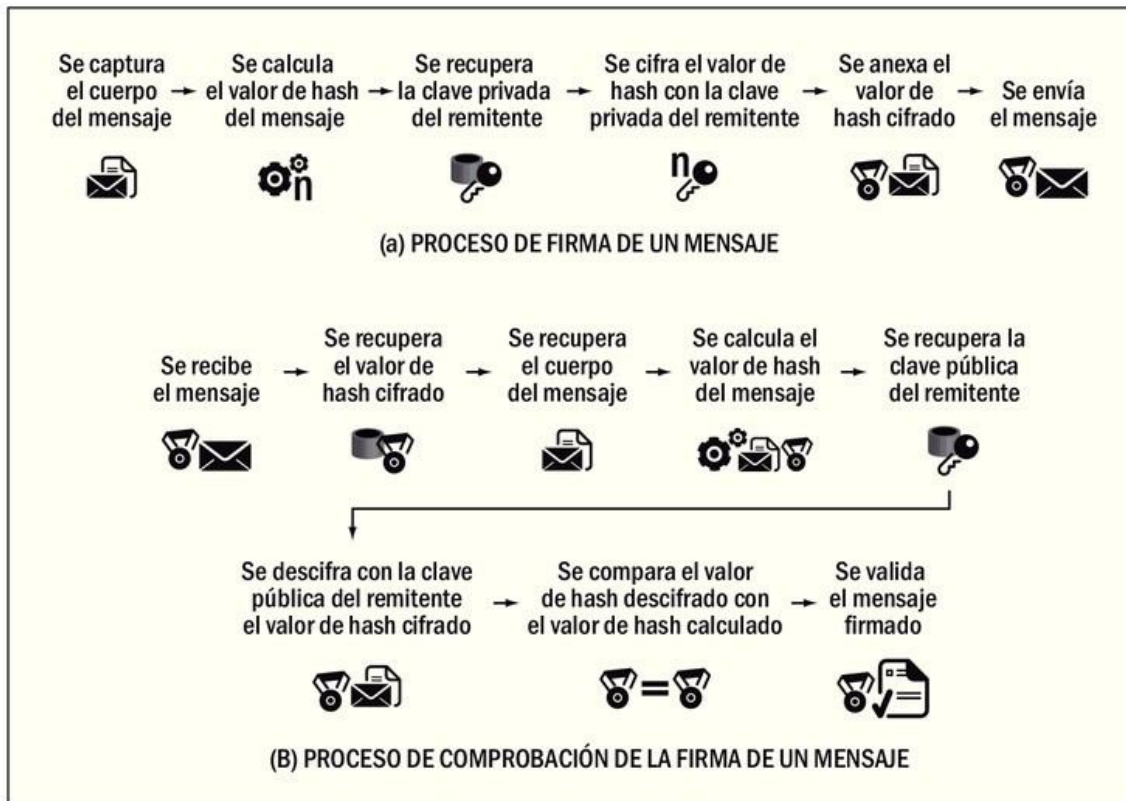 Se captura
el cuerpo
del mensaje
Se calcula
el valor de hash
del mensaje
Se recupera
la clave privada
del remitente
Se cifra el valor de
hash con la clave
privada del remitente
Se anexa el
valor de
hash cifrado
Se envía
el mensaje
n
n
(a) PROCESO DE FIRMA DE UN MENSAJE
Se recibe
el mensaje
Se recupera
el valor de
hash cifrado
Se recupera
el cuerpo
del mensaje
Se calcula el
valor de hash
del mensaje
Se recupera la
clave pública
del remitente
Se descifra con la clave
pública del remitente
el valor de hash cifrado
Se compara el valor
de hash descifrado con
el valor de hash calculado
Se valida
el mensaje
firmado
=
(B) PROCESO DE COMPROBACIÓN DE LA FIRMA DE UN MENSAJE